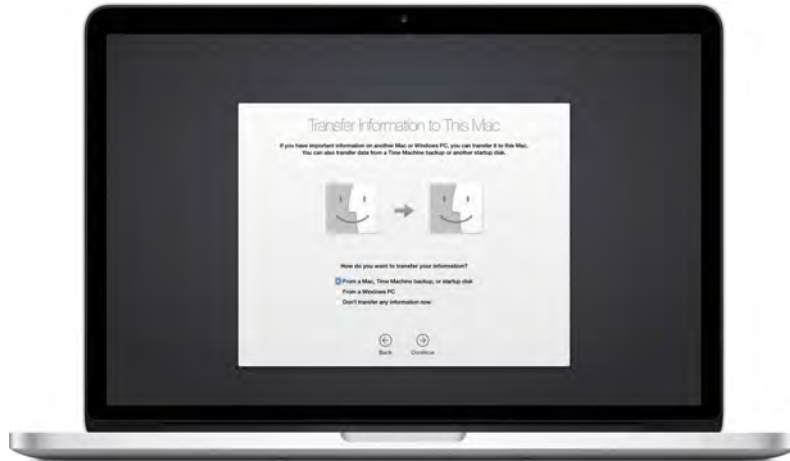 Transfer Information to This Mac
If you have important information on another Mac or Windows PC, you can transfer it to this Mac.
You can also transfer data from a Time Machine backup or another startup disk.
How do you want to transfer your information?
From a Mac, Time Machine backup, or startup disk
From a Windows PC
Don't transfer any information now
Back Continue